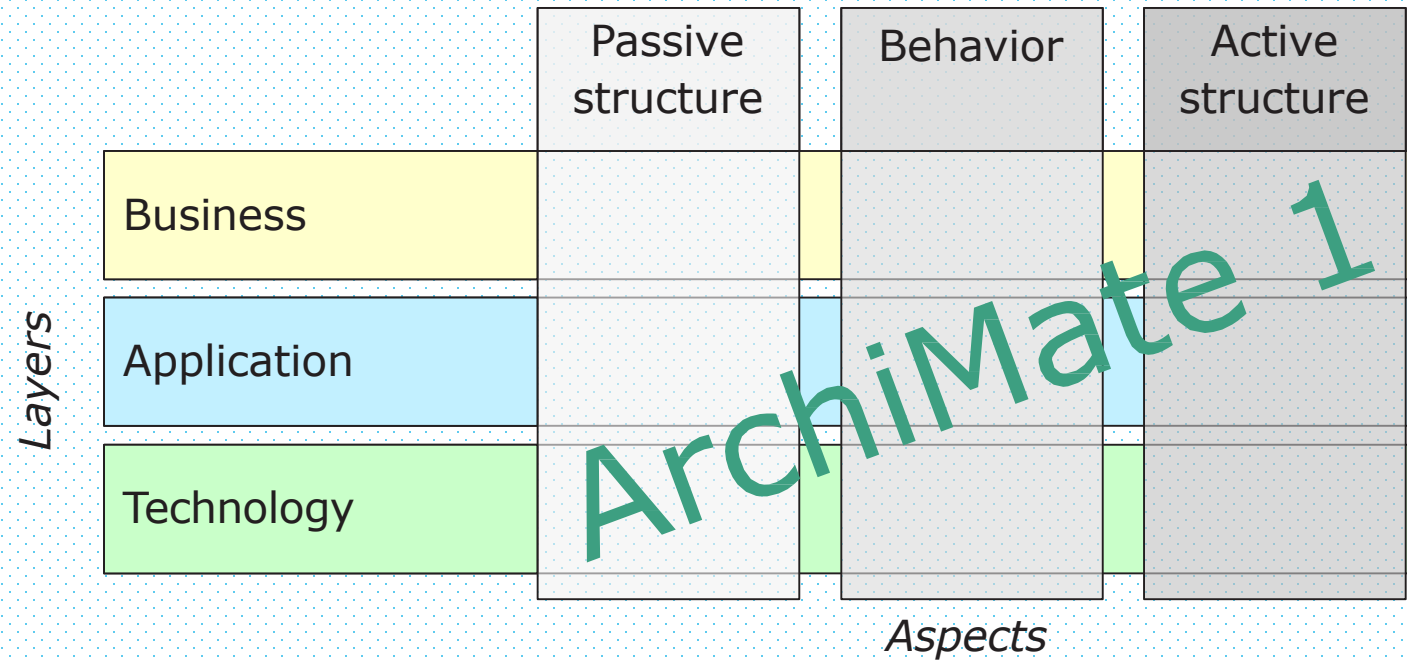 Passive
structure
Behavior
Active
structure
Business
Application
Technology
Layers
Aspects
ArchiMate 1